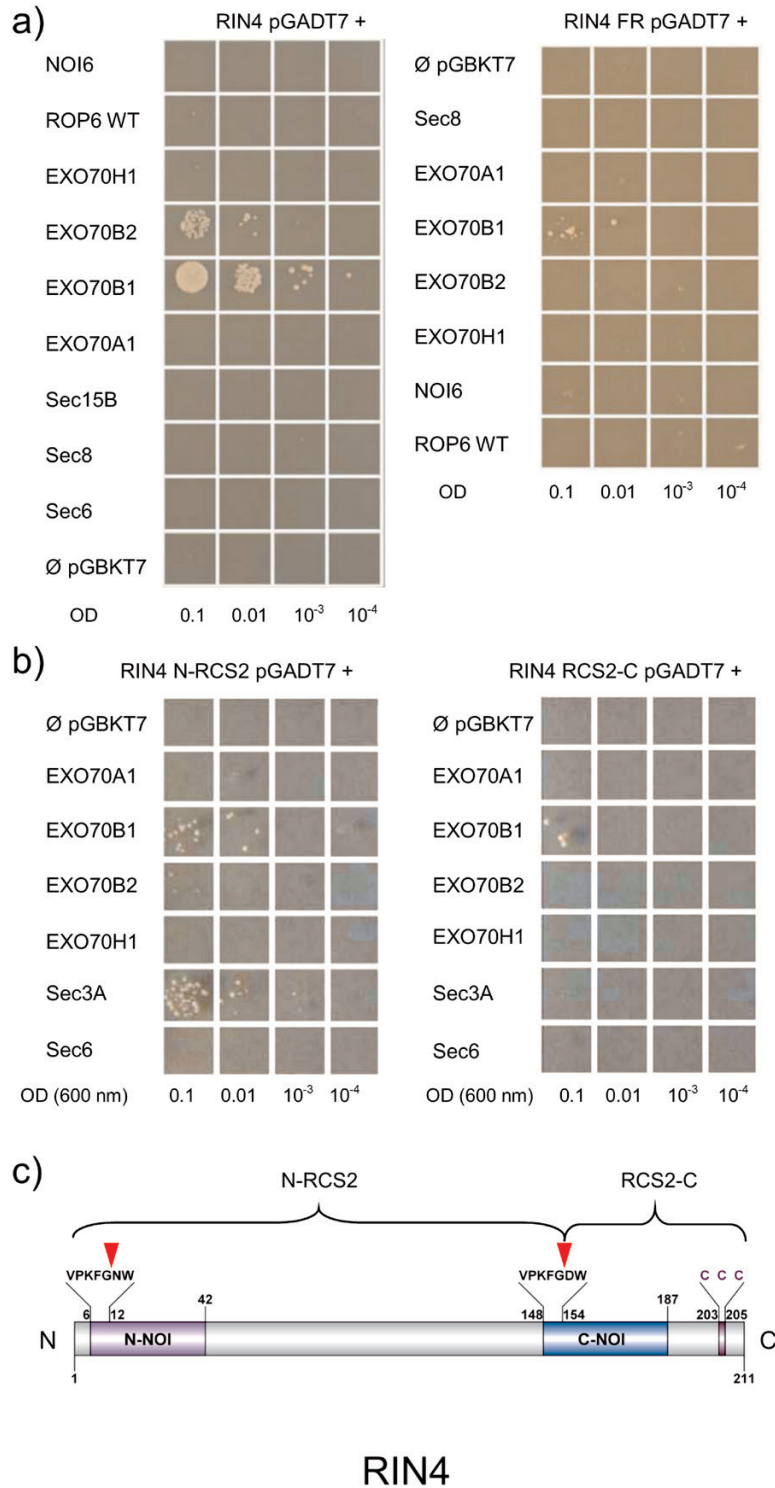 a)
RIN4 pGADT7 +
NOI6
ROP6 WT
EXO70H1
EXO70B2
EXO70B1
EXO70A1
Sec15B
Sec8
Sec6
Ø pGBKT7
OD 0.1 0.01 10-3 10-4
RIN4 FR pGADT7 +
Ø pGBKT7
Sec8
EXO70A1
EXO70B1
EXO70B2
EXO70H1
NOI6
ROP6 WT
OD 0.1 0.01 10-3 10-4
b)
RIN4 N-RCS2 pGADT7 +
Ø pGBKT7
EXO70A1
EXO70B1
EXO70B2
EXO70H1
Sec3A
Sec6
OD (600 nm) 0.1 0.01 10-3 10-4
RIN4 RCS2-C pGADT7 +
Ø pGBKT7
EXO70A1
EXO70B1
EXO70B2
EXO70H1
Sec3A
Sec6
OD (600 nm) 0.1 0.01 10-3 10-4
c)
N-RCS2 RCS2-C
VPKFGNW VPKFGDW C C C
6 12 42 148 154 187 203 205
N N-NOI C-NOI C
1 211
RIN4